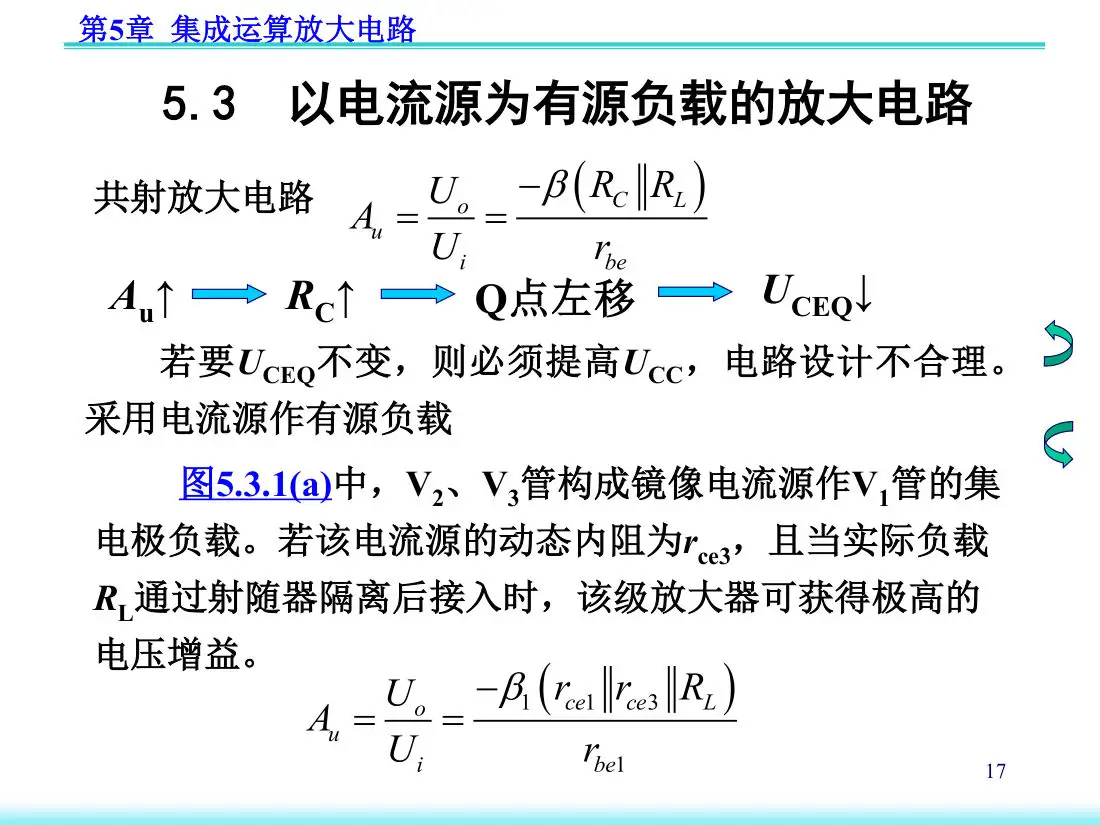 第5章 集成运算放大电路
5.3 以电流源为有源负载的放大电路
共射放大电路 A_u = U_o / U_i = −β(R_C‖R_L) / r_be
A_u↑ R_C↑ Q点左移 U_CEQ↓
若要U_CEQ不变，则必须提高U_CC，电路设计不合理。
采用电流源作有源负载
图5.3.1(a)中，V_2、V_3管构成镜像电流源作V_1管的集
电极负载。若该电流源的动态内阻为r_ce3，且当实际负载
R_L通过射随器隔离后接入时，该级放大器可获得极高的
电压增益。
A_u = U_o / U_i = −β_1(r_ce1‖r_ce3‖R_L) / r_be1
17